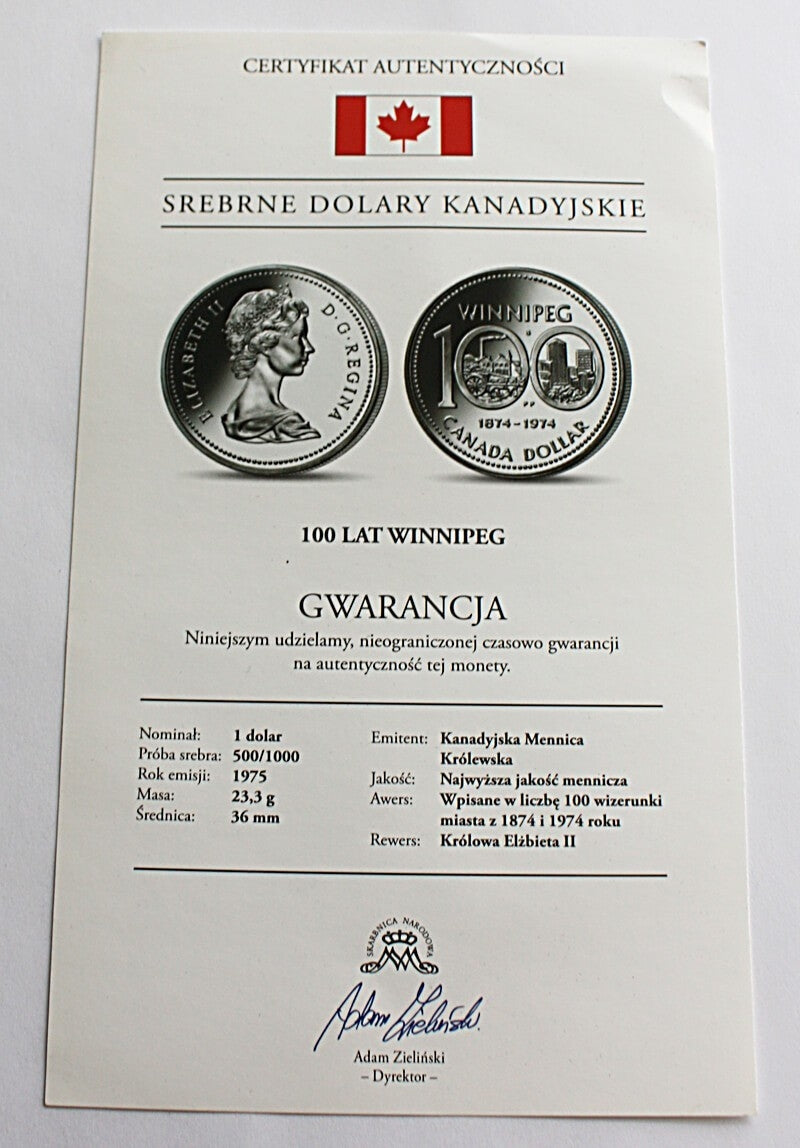 CERTYFIKAT AUTENTYCZNOŚCI
SREBRNE DOLARY KANADYJSKIE
ELIZABETH II D·G·REGINA
WINNIPEG
100
1874-1974
CANADA DOLLAR
100 LAT WINNIPEG
GWARANCJA
Niniejszym udzielamy, nieograniczonej czasowo gwarancji
na autentyczność tej monety.
Nominał: 1 dolar
Próba srebra: 500/1000
Rok emisji: 1975
Masa: 23,3 g
Średnica: 36 mm
Emitent: Kanadyjska Mennica
Królewska
Jakość: Najwyższa jakość mennicza
Awers: Wpisane w liczbę 100 wizerunki
miasta z 1874 i 1974 roku
Rewers: Królowa Elżbieta II
SKARBNICA NARODOWA
Adam Zieliński
Adam Zieliński
– Dyrektor –